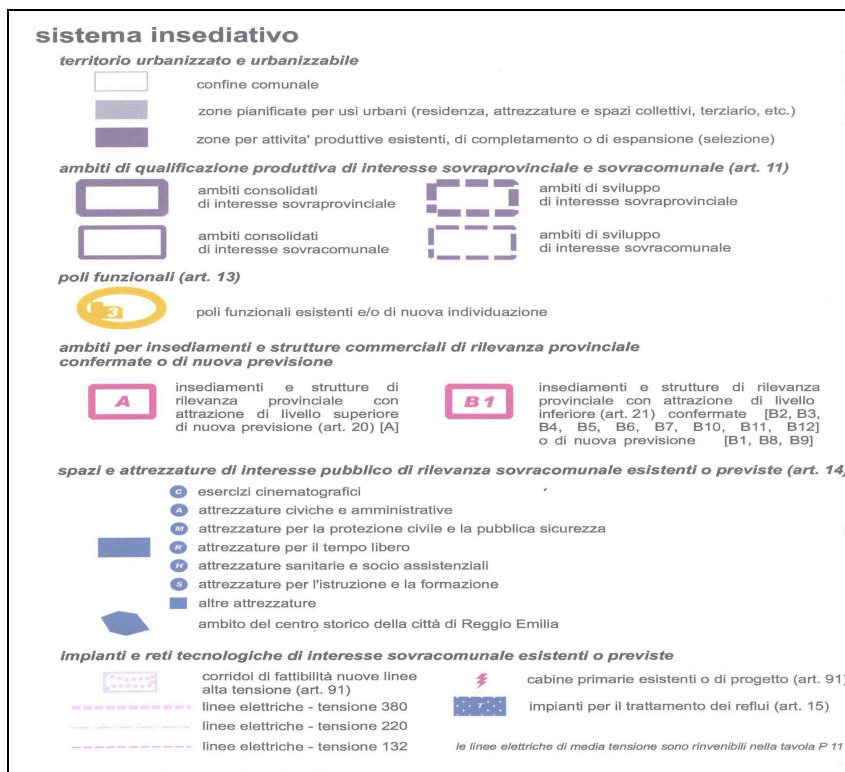 sistema insediativo
territorio urbanizzato e urbanizzabile
confine comunale
zone pianificate per usi urbani (residenza, attrezzature e spazi collettivi, terziario, etc.)
zone per attivita' produttive esistenti, di completamento o di espansione (selezione)
ambiti di qualificazione produttiva di interesse sovraprovinciale e sovracomunale (art. 11)
ambiti consolidati
di interesse sovraprovinciale
ambiti di sviluppo
di interesse sovraprovinciale
ambiti consolidati
di interesse sovracomunale
ambiti di sviluppo
di interesse sovracomunale
poli funzionali (art. 13)
3
poli funzionali esistenti e/o di nuova individuazione
ambiti per insediamenti e strutture commerciali di rilevanza provinciale
confermate o di nuova previsione
A
insediamenti e strutture di
rilevanza provinciale con
attrazione di livello superiore
di nuova previsione (art. 20) [A]
B1
insediamenti e strutture di rilevanza
provinciale con attrazione di livello
inferiore (art. 21) confermate [B2, B3,
B4, B5, B6, B7, B10, B11, B12]
o di nuova previsione [B1, B8, B9]
spazi e attrezzature di interesse pubblico di rilevanza sovracomunale esistenti o previste (art. 14)
C esercizi cinematografici
A attrezzature civiche e amministrative
M attrezzature per la protezione civile e la pubblica sicurezza
R attrezzature per il tempo libero
H attrezzature sanitarie e socio assistenziali
S attrezzature per l'istruzione e la formazione
altre attrezzature
ambito del centro storico della città di Reggio Emilia
impianti e reti tecnologiche di interesse sovracomunale esistenti o previste
corridoi di fattibilità nuove linee
alta tensione (art. 91)
linee elettriche - tensione 380
linee elettriche - tensione 220
linee elettriche - tensione 132
cabine primarie esistenti o di progetto (art. 91)
T
impianti per il trattamento dei reflui (art. 15)
le linee elettriche di media tensione sono rinvenibili nella tavola P 11